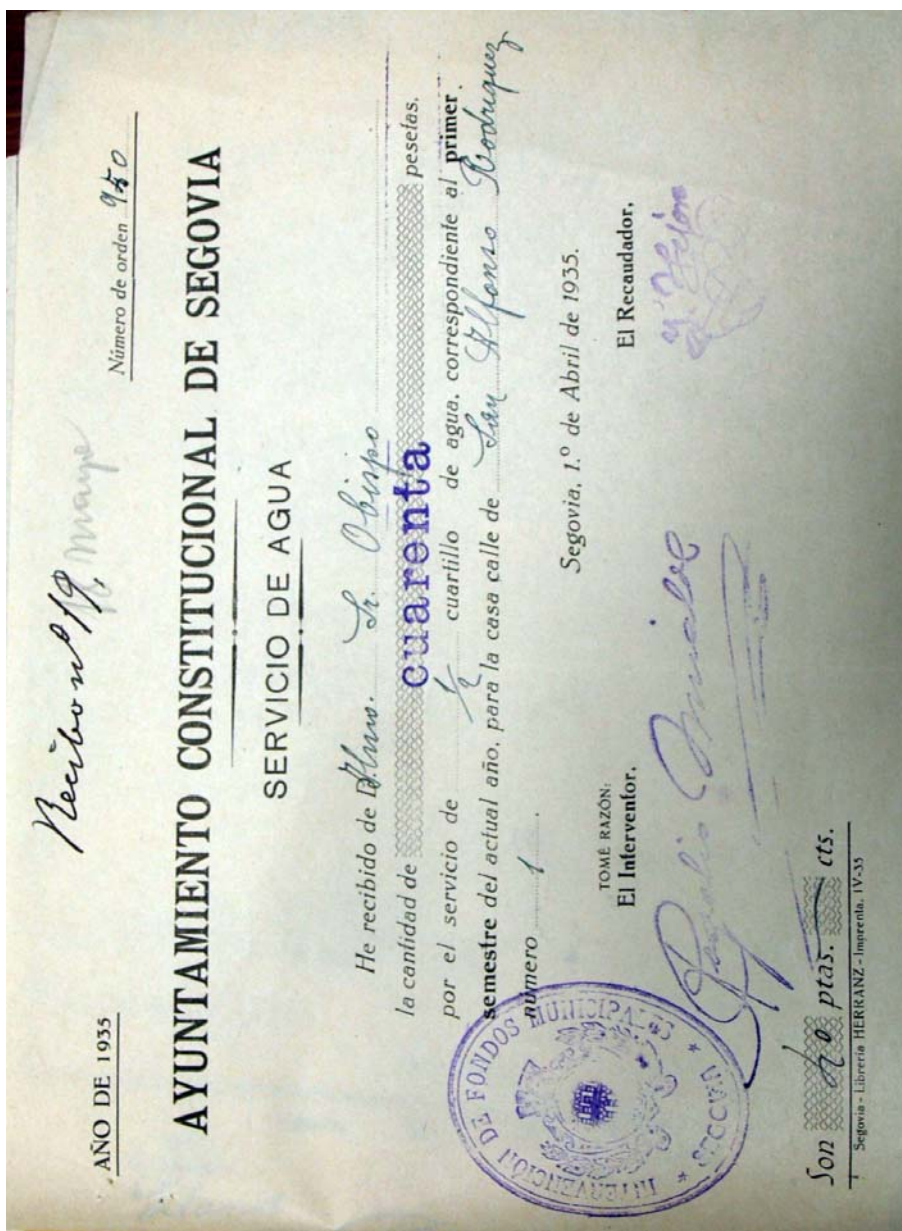 Recibo nº 19,
mayo
AÑO DE 1935
Número de orden 950
AYUNTAMIENTO CONSTITUCIONAL DE SEGOVIA
SERVICIO DE AGUA
He recibido de D. Ilmo. Sr. Obispo
la cantidad de cuarenta pesetas.
por el servicio de 1/2 cuartillo de agua, correspondiente al primer
semestre del actual año, para la casa calle de San Alfonso Rodriguez
número 1.
Segovia, 1.º de Abril de 1935.
TOMÉ RAZÓN:
El Interventor,
El Recaudador,
INTERVENCIÓN DE FONDOS MUNICIPALES
* SEGOVIA *
Son 40 ptas. cts.
Segovia - Librería HERRANZ - Imprenta. IV-35